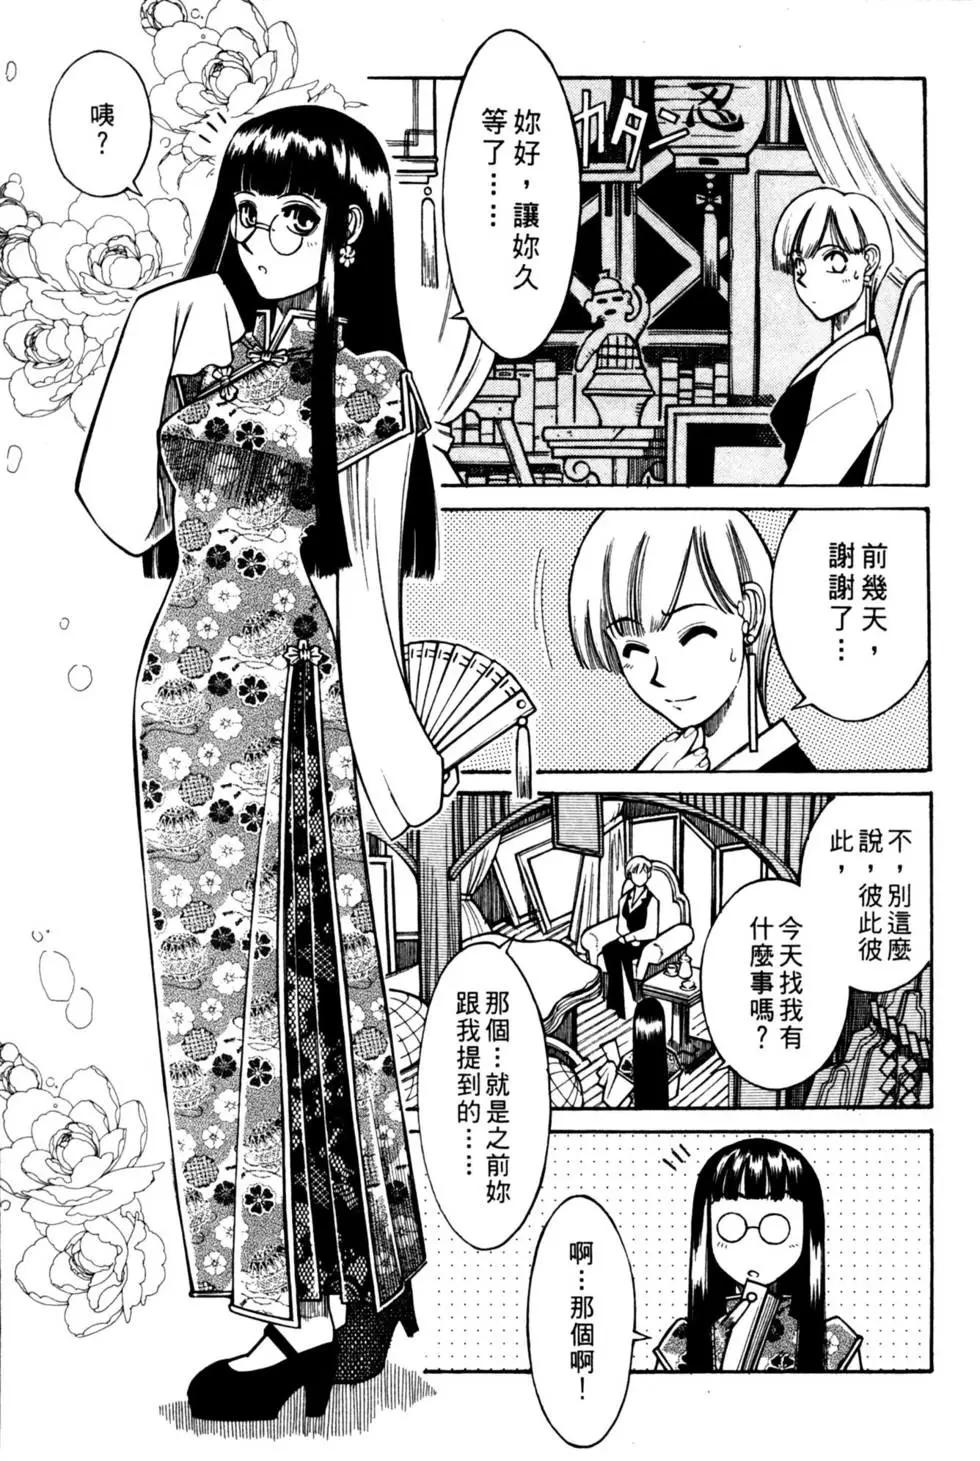 忍
カタン
妳好，讓妳久
等了……
咦？
前幾天，
謝謝了…
不，別這麼
說，彼此彼
此，
今天找我有
什麼事嗎？
那個…就是之前妳
跟我提到的……
啊…那個啊！